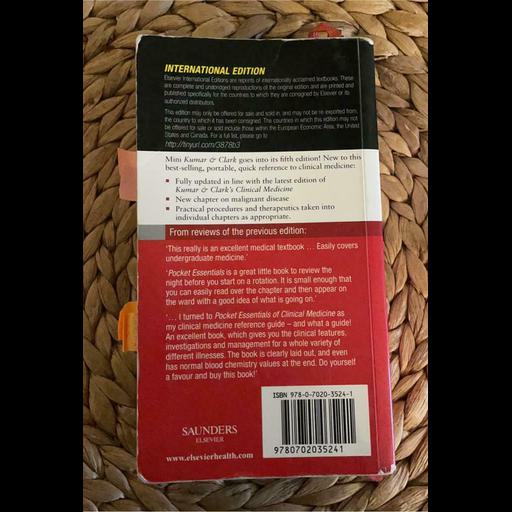 INTERNATIONAL EDITION
Elsevier International Editions are reprints of internationally acclaimed textbooks. These
are complete and unabridged reproductions of the original edition and are printed and
published specifically for the countries to which they are consigned by Elsevier or its
authorized distributors.
This edition may only be offered for sale and sold in, and may not be re exported from,
the country to which it has been consigned. The countries in which this edition may not
be offered for sale or sold include those within the European Economic Area, the United
States and Canada. For a full list, please go to
http://tinyurl.com/3878b3
Mini Kumar & Clark goes into its fifth edition! New to this
best-selling, portable, quick reference to clinical medicine:
Fully updated in line with the latest edition of
Kumar & Clark's Clinical Medicine
New chapter on malignant disease
Practical procedures and therapeutics taken into
individual chapters as appropriate.
From reviews of the previous edition:
'This really is an excellent medical textbook … Easily covers
undergraduate medicine.'
'Pocket Essentials is a great little book to review the
night before you start on a rotation. It is small enough that
you can easily read over the chapter and then appear on
the ward with a good idea of what is going on.'
'… I turned to Pocket Essentials of Clinical Medicine as
my clinical medicine reference guide – and what a guide!
An excellent book, which gives you the clinical features,
investigations and management for a whole variety of
different illnesses. The book is clearly laid out, and even
has normal blood chemistry values at the end. Do yourself
a favour and buy this book!'
ISBN 978-0-7020-3524-1
9780702035241
SAUNDERS
ELSEVIER
www.elsevierhealth.com